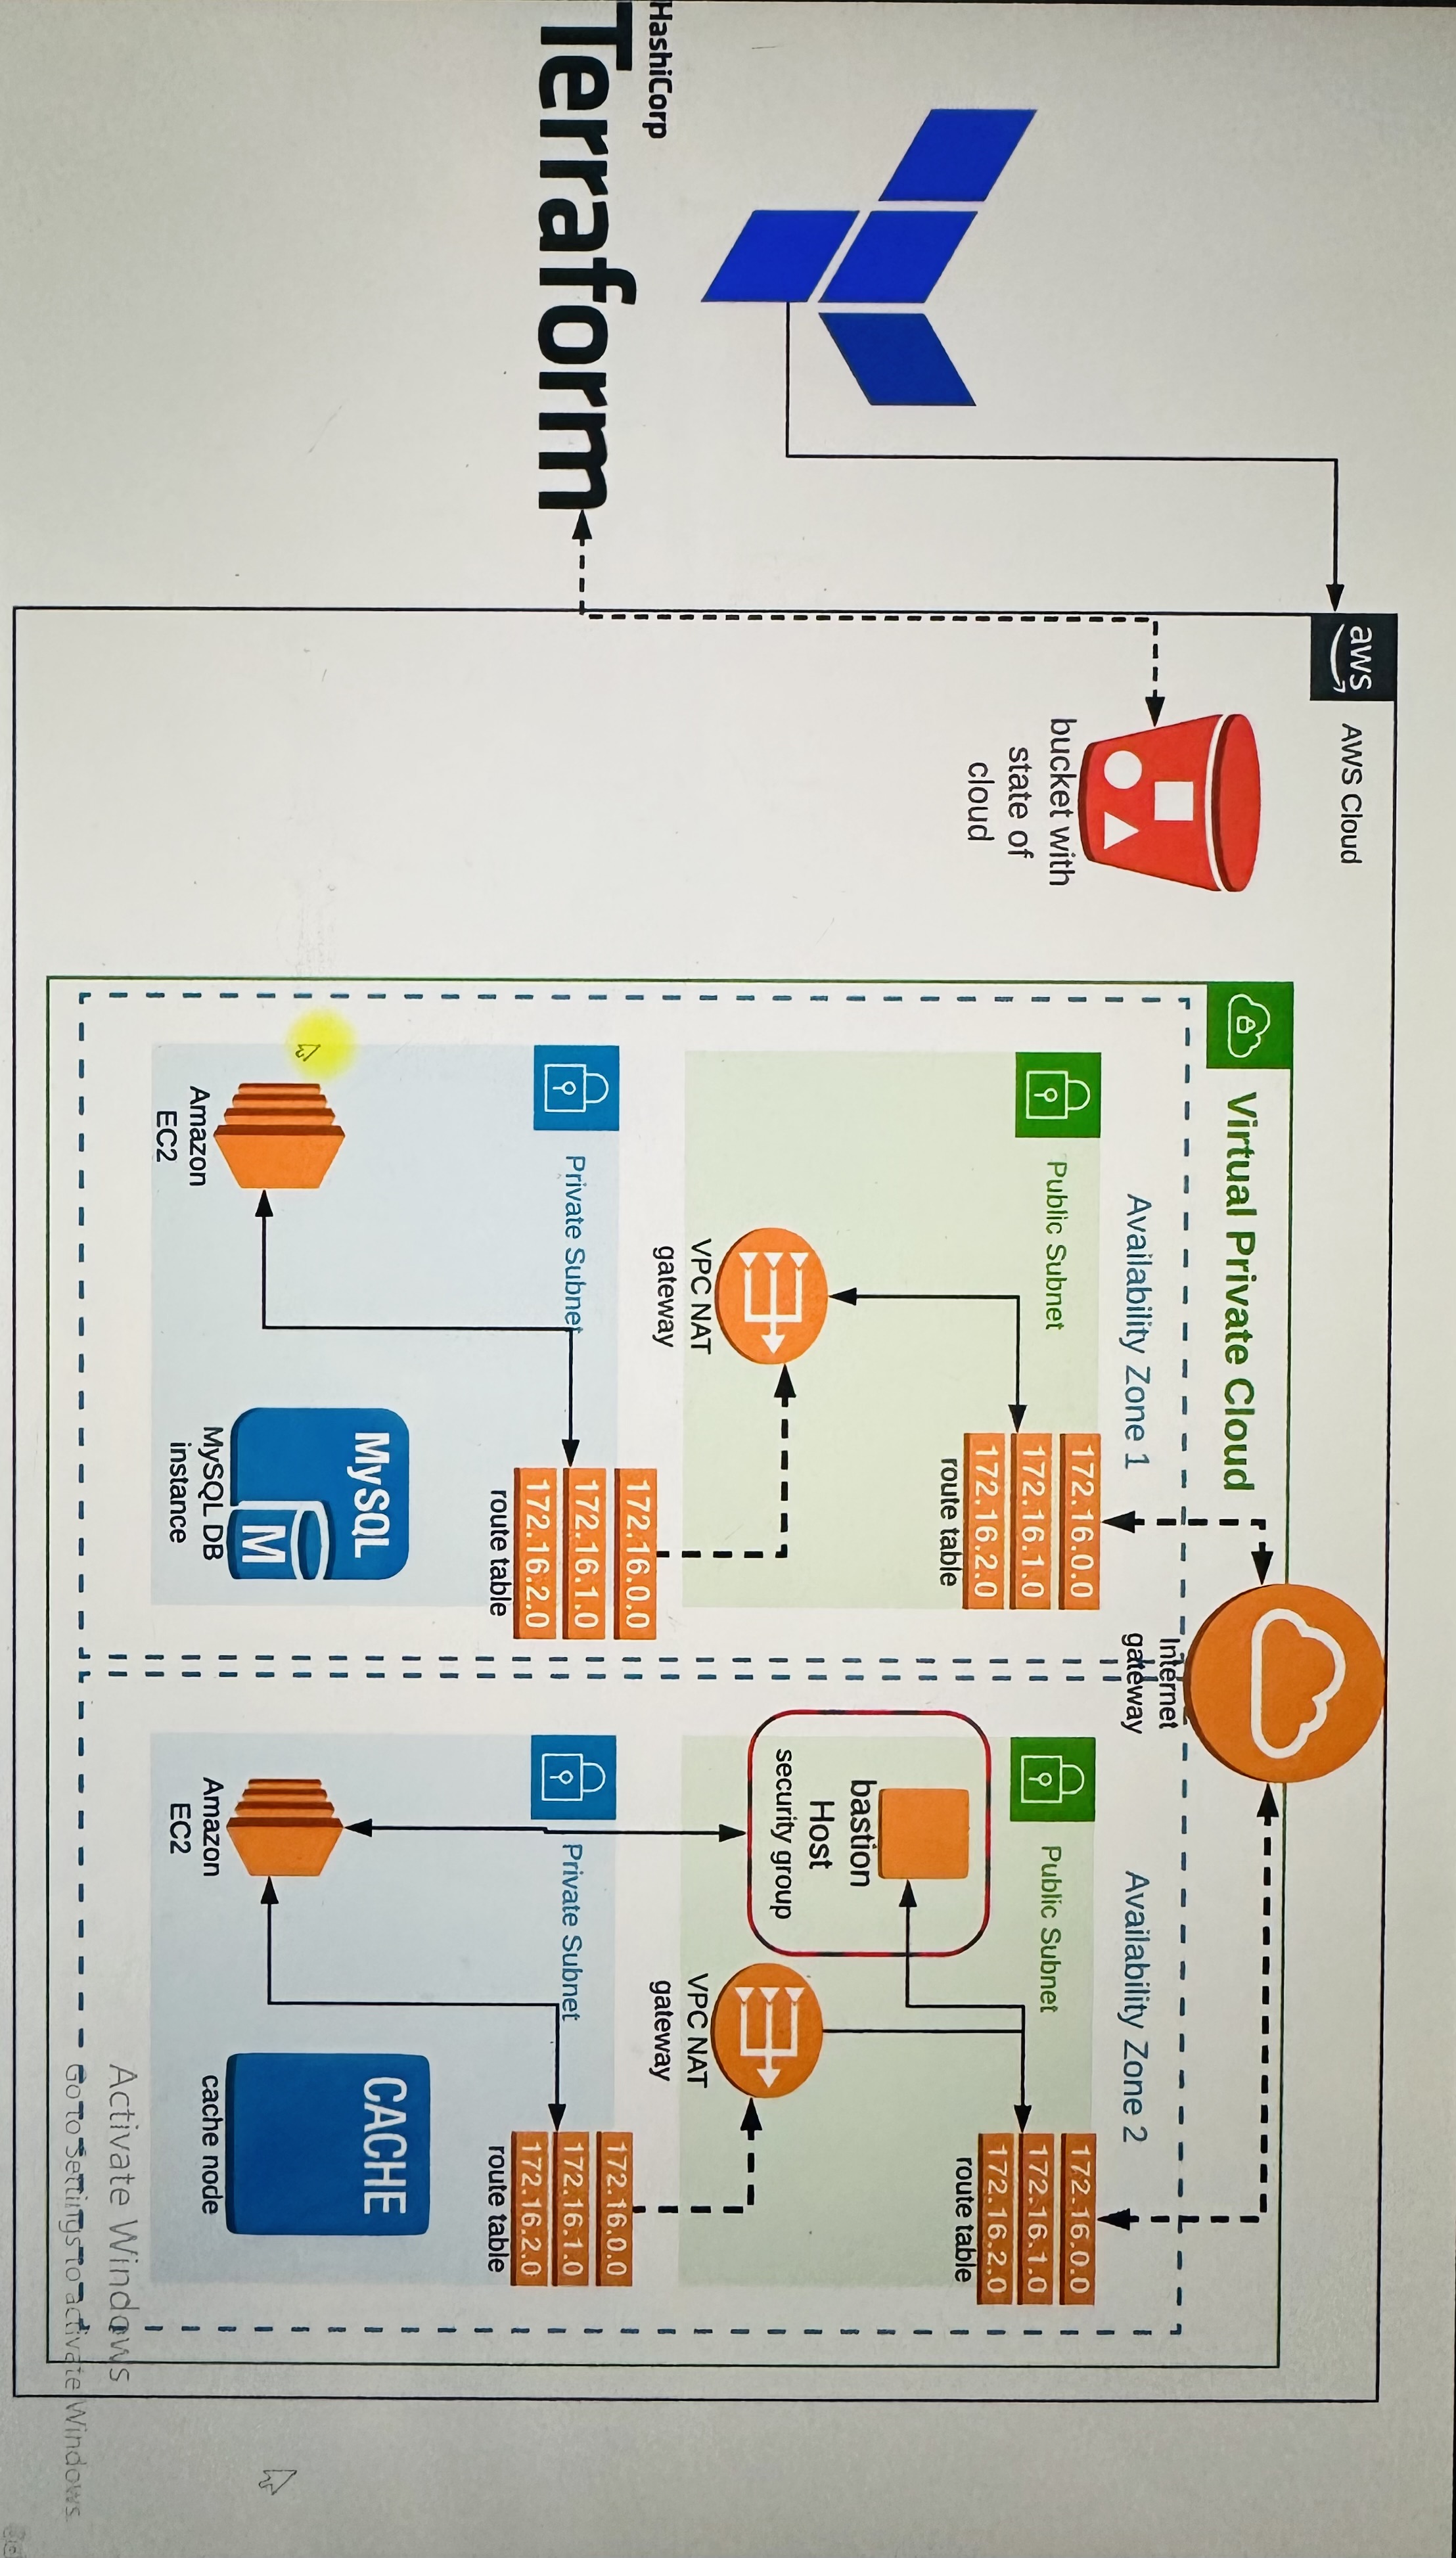 aws
AWS Cloud
bucket with
state of
cloud
HashiCorp
Terraform
Virtual Private Cloud
Internet
gateway
Availability Zone 1
Public Subnet
172.16.0.0
172.16.1.0
172.16.2.0
route table
VPC NAT
gateway
Private Subnet
172.16.0.0
172.16.1.0
172.16.2.0
route table
Amazon
EC2
MySQL
M
MySQL DB
instance
Availability Zone 2
Public Subnet
172.16.0.0
172.16.1.0
172.16.2.0
route table
bastion
Host
security group
VPC NAT
gateway
Private Subnet
172.16.0.0
172.16.1.0
172.16.2.0
route table
Amazon
EC2
CACHE
cache node
Activate Windows
Go to Settings to activate Windows.